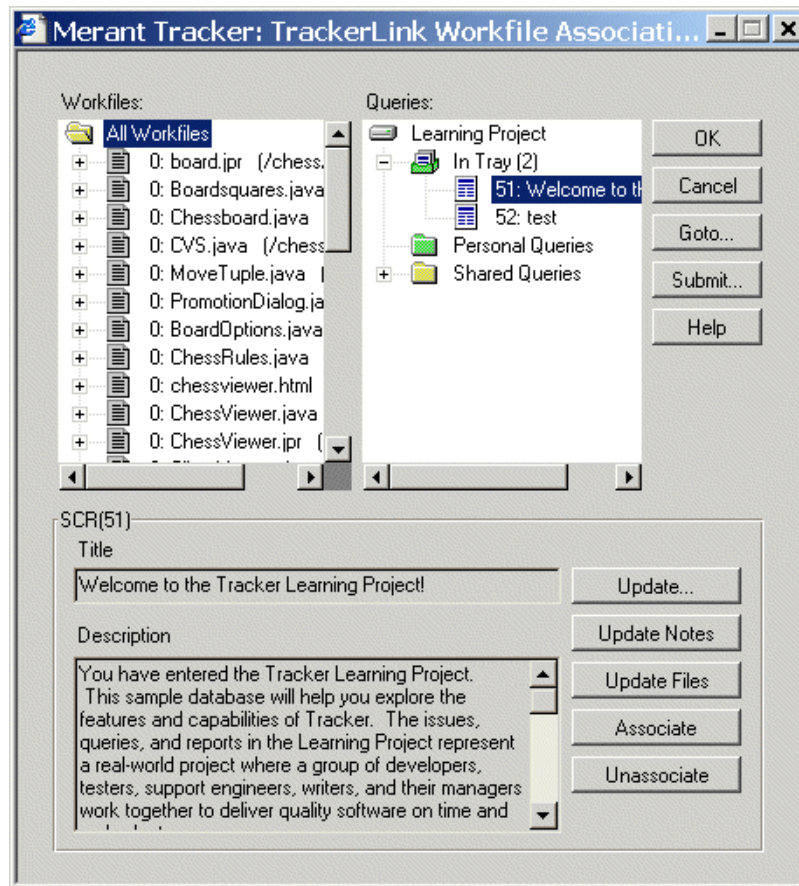 Merant Tracker: TrackerLink Workfile Associati...
Workfiles:
All Workfiles
0: board.jpr (/chess.
0: Boardsquares.java
0: Chessboard.java
0: CVS.java (/chess
0: MoveTuple.java (
0: PromotionDialog.ja
0: BoardOptions.java
0: ChessRules.java
0: chessviewer.html
0: ChessViewer.java
0: ChessViewer.jpr (
Queries:
Learning Project
In Tray (2)
51: Welcome to th
52: test
Personal Queries
Shared Queries
OK
Cancel
Goto...
Submit...
Help
SCR(51)
Title
Welcome to the Tracker Learning Project!
Description
You have entered the Tracker Learning Project.
This sample database will help you explore the
features and capabilities of Tracker. The issues,
queries, and reports in the Learning Project represent
a real-world project where a group of developers,
testers, support engineers, writers, and their managers
work together to deliver quality software on time and
Update...
Update Notes
Update Files
Associate
Unassociate